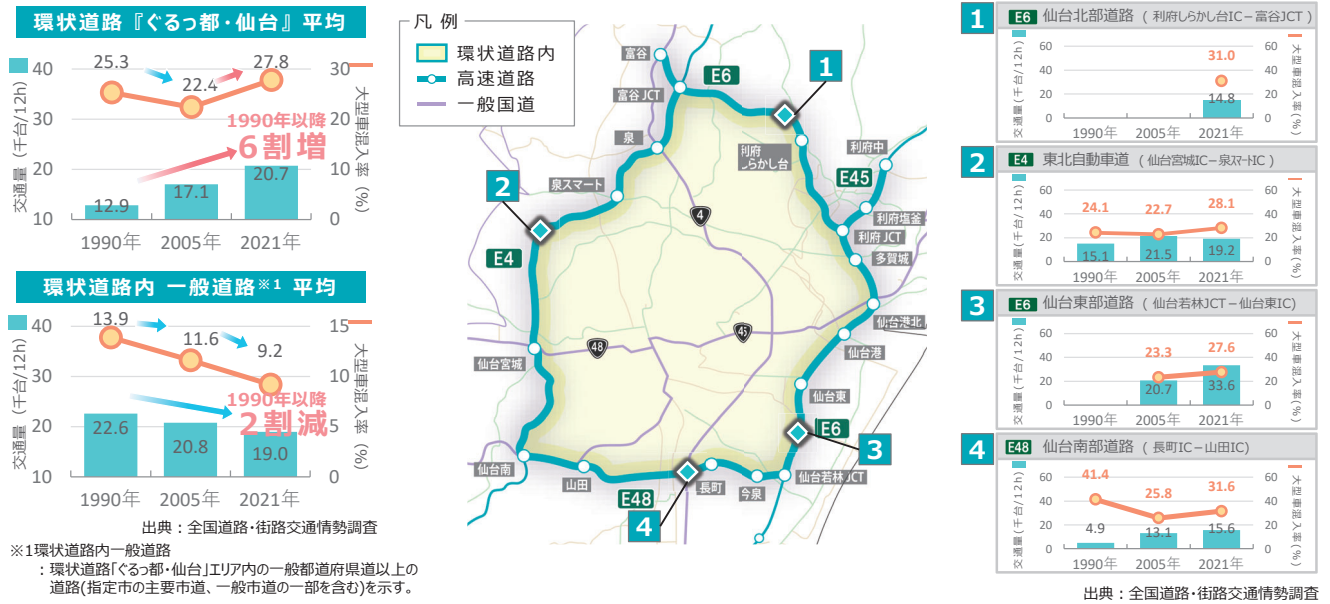 環状道路『ぐるっ都・仙台』平均
交通量（千台/12h）
大型車混入率（%）
40
30
20
10
30
20
10
0
25.3
22.4
27.8
1990年以降
6割増
12.9
17.1
20.7
1990年
2005年
2021年
環状道路内 一般道路※1 平均
交通量（千台/12h）
大型車混入率（%）
40
30
20
10
15
10
5
0
13.9
11.6
9.2
1990年以降
2割減
22.6
20.8
19.0
1990年
2005年
2021年
出典：全国道路・街路交通情勢調査
※1環状道路内一般道路
：環状道路「ぐるっ都・仙台」エリア内の一般都道府県道以上の
道路(指定市の主要市道、一般市道の一部を含む)を示す。
凡 例
環状道路内
高速道路
一般国道
富谷
E6
1
富谷JCT
泉
利府
しらかし台
利府中
E45
泉スマート
2
4
利府塩釜
利府JCT
E4
多賀城
仙台港北
45
48
仙台港
仙台宮城
仙台東
E6
3
仙台南
山田
E48
長町
今泉
仙台若林JCT
4
1
E6 仙台北部道路（利府しらかし台IC－富谷JCT）
交通量(千台/12h)
大型車混入率(%)
60
40
20
0
60
40
20
0
31.0
14.8
1990年
2005年
2021年
2
E4 東北自動車道（仙台宮城IC－泉スマートIC）
交通量(千台/12h)
大型車混入率(%)
60
40
20
0
60
40
20
0
24.1
22.7
28.1
15.1
21.5
19.2
1990年
2005年
2021年
3
E6 仙台東部道路（仙台若林JCT－仙台東IC)
交通量(千台/12h)
大型車混入率(%)
60
40
20
0
60
40
20
0
23.3
27.6
20.7
33.6
1990年
2005年
2021年
4
E48 仙台南部道路（長町IC－山田IC)
交通量(千台/12h)
大型車混入率(%)
60
40
20
0
60
40
20
0
41.4
25.8
31.6
4.9
13.1
15.6
1990年
2005年
2021年
出典：全国道路・街路交通情勢調査